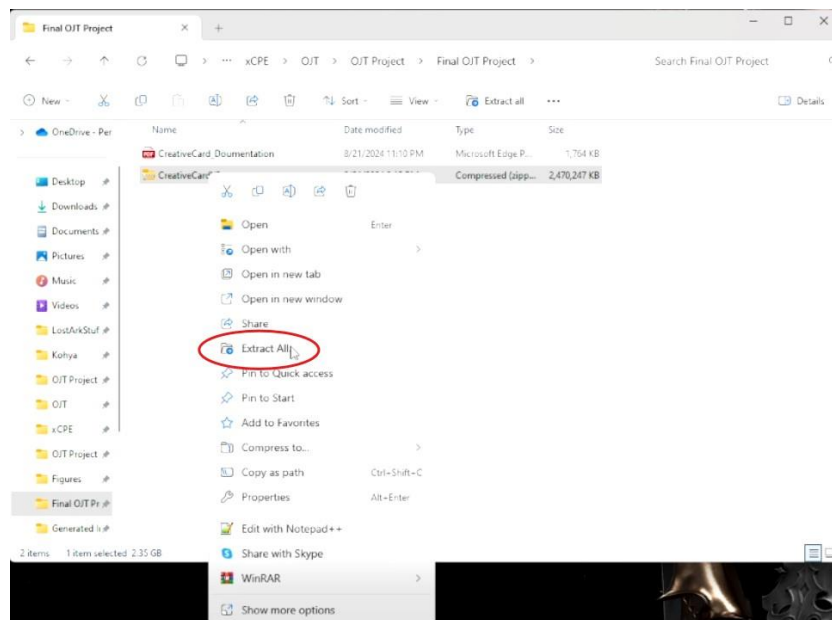 Final OJT Project
xCPE > OJT > OJT Project > Final OJT Project >
Search Final OJT Project
New
Sort
View
Extract all
Details
OneDrive - Per
Name
Date modified
Type
Size
CreativeCard_Doumentation
8/21/2024 11:10 PM
Microsoft Edge P...
1,764 KB
CreativeCard
Compressed (zipp...
2,470,247 KB
Desktop
Downloads
Documents
Pictures
Music
Videos
LostArkStuf
Kohya
OJT Project
OJT
xCPE
OJT Project
Figures
Final OJT Pr
Generated
Open
Enter
Open with
Open in new tab
Open in new window
Share
Extract All
Pin to Quick access
Pin to Start
Add to Favorites
Compress to...
Copy as path
Ctrl+Shift+C
Properties
Alt+Enter
Edit with Notepad++
Share with Skype
WinRAR
Show more options
2 items
1 item selected 2.35 GB